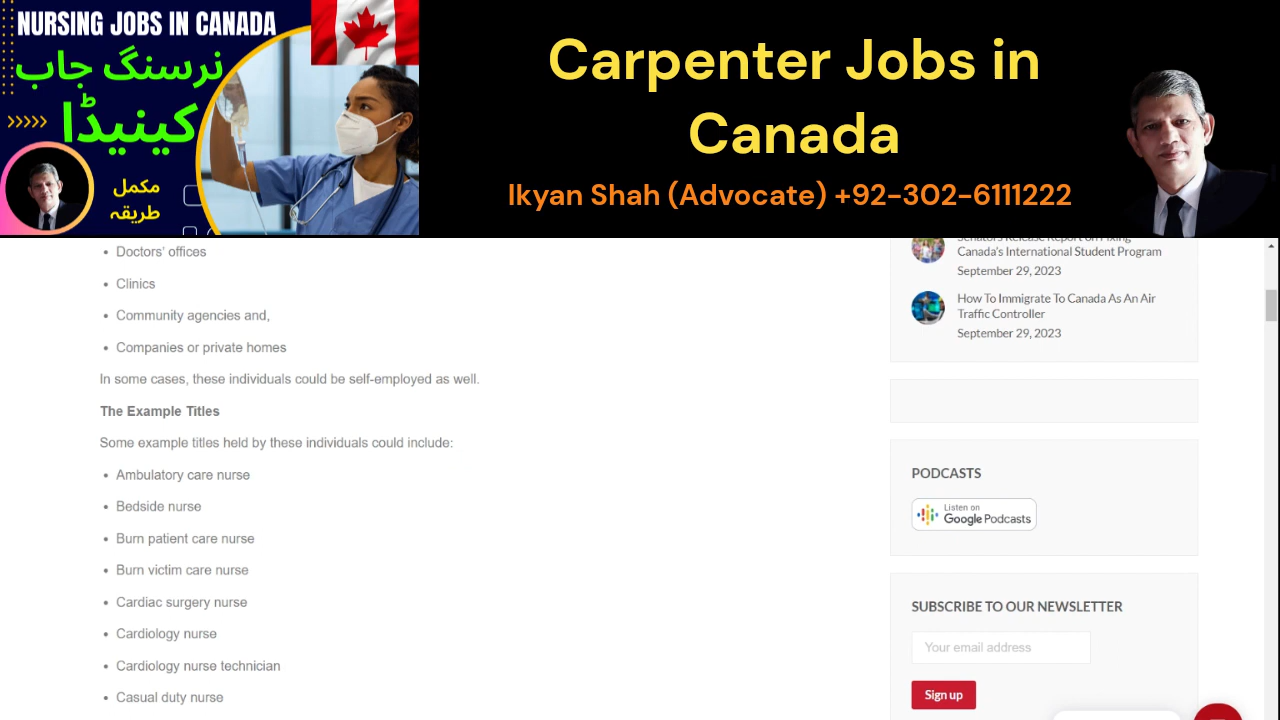 NURSING JOBS IN CANADA
نرسنگ جاب
کینیڈا
مکمل
طریقہ
Carpenter Jobs in
Canada
Ikyan Shah (Advocate) +92-302-6111222
• Doctors' offices
• Clinics
• Community agencies and,
• Companies or private homes
In some cases, these individuals could be self-employed as well.
The Example Titles
Some example titles held by these individuals could include:
• Ambulatory care nurse
• Bedside nurse
• Burn patient care nurse
• Burn victim care nurse
• Cardiac surgery nurse
• Cardiology nurse
• Cardiology nurse technician
• Casual duty nurse
Senators Release Report on Fixing
Canada's International Student Program
September 29, 2023
How To Immigrate To Canada As An Air
Traffic Controller
September 29, 2023
PODCASTS
Listen on
Google Podcasts
SUBSCRIBE TO OUR NEWSLETTER
Your email address
Sign up